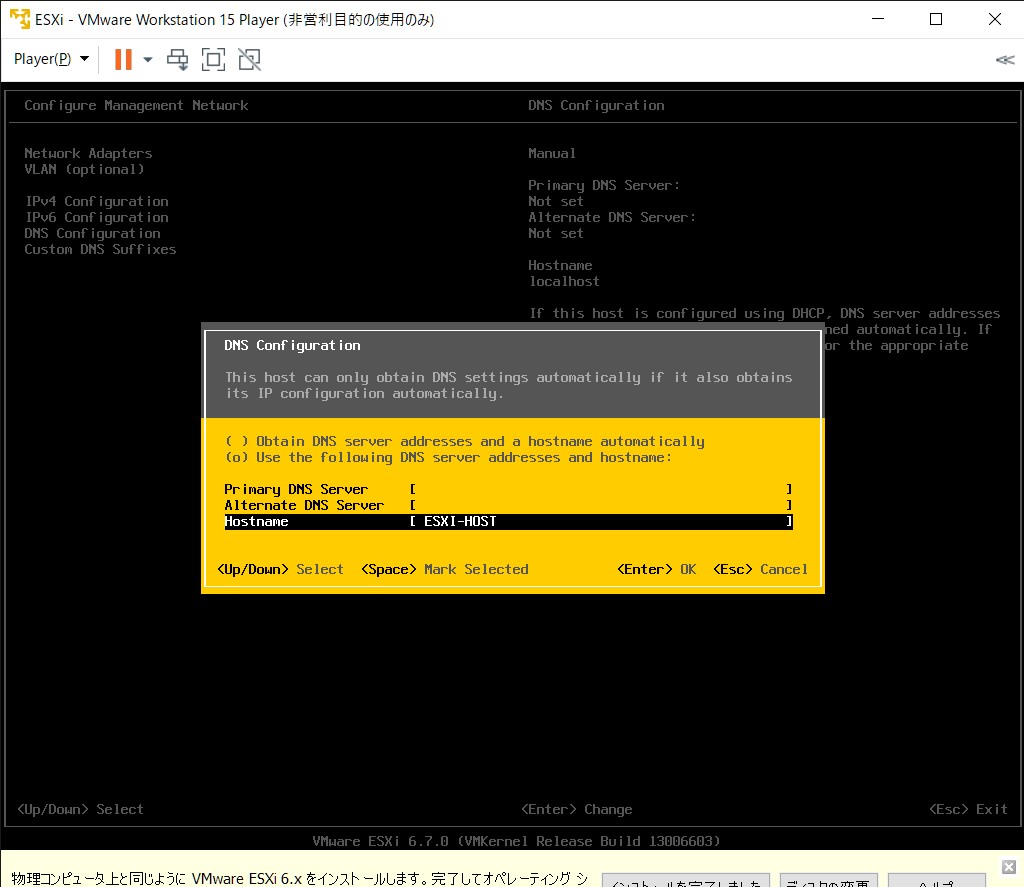 ESXi - VMware Workstation 15 Player (非営利目的の使用のみ)
Player(P)
Configure Management Network
DNS Configuration
Network Adapters
VLAN (optional)
IPv4 Configuration
IPv6 Configuration
DNS Configuration
Custom DNS Suffixes
Manual
Primary DNS Server:
Not set
Alternate DNS Server:
Not set
Hostname
localhost
If this host is configured using DHCP, DNS server addresses
ned automatically. If
or the appropriate
DNS Configuration
This host can only obtain DNS settings automatically if it also obtains
its IP configuration automatically.
( ) Obtain DNS server addresses and a hostname automatically
(o) Use the following DNS server addresses and hostname:
Primary DNS Server [ ]
Alternate DNS Server [ ]
Hostname [ ESXI-HOST ]
<Up/Down> Select <Space> Mark Selected <Enter> OK <Esc> Cancel
<Up/Down> Select <Enter> Change <Esc> Exit
VMware ESXi 6.7.0 (VMKernel Release Build 13006603)
物理コンピュータ上と同じように VMware ESXi 6.x をインストールします。完了してオペレーティング シ
インストールを完了しました
ディスクの変更
ヘルプ